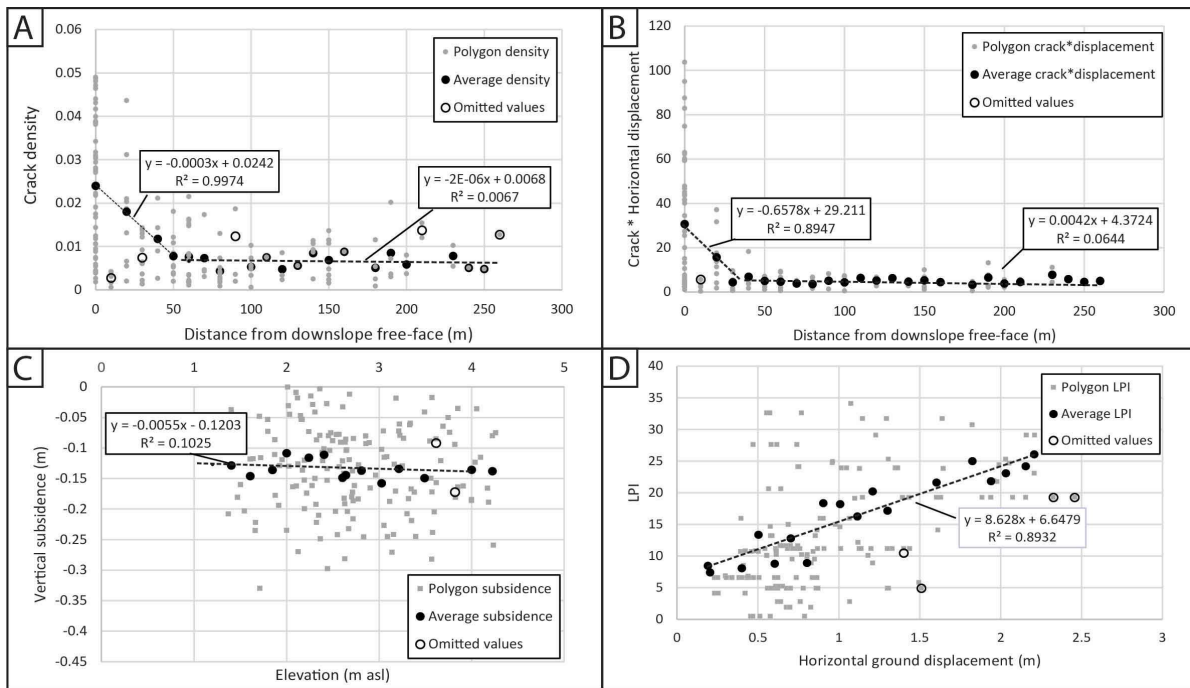 A
0.06
0.05
0.04
0.03
0.02
0.01
0
Crack density
Polygon density
Average density
Omitted values
y = -0.0003x + 0.0242
R² = 0.9974
y = -2E-06x + 0.0068
R² = 0.0067
0 50 100 150 200 250 300
Distance from downslope free-face (m)
B
120
100
80
60
40
20
0
Crack * Horizontal displacement
Polygon crack*displacement
Average crack*displacement
Omitted values
y = -0.6578x + 29.211
R² = 0.8947
y = 0.0042x + 4.3724
R² = 0.0644
0 50 100 150 200 250 300
Distance from downslope free-face (m)
C
0 1 2 3 4 5
0
-0.05
-0.1
-0.15
-0.2
-0.25
-0.3
-0.35
-0.4
-0.45
Vertical subsidence (m)
y = -0.0055x - 0.1203
R² = 0.1025
Polygon subsidence
Average subsidence
Omitted values
Elevation (m asl)
D
40
35
30
25
20
15
10
5
0
LPI
Polygon LPI
Average LPI
Omitted values
y = 8.628x + 6.6479
R² = 0.8932
0 0.5 1 1.5 2 2.5 3
Horizontal ground displacement (m)